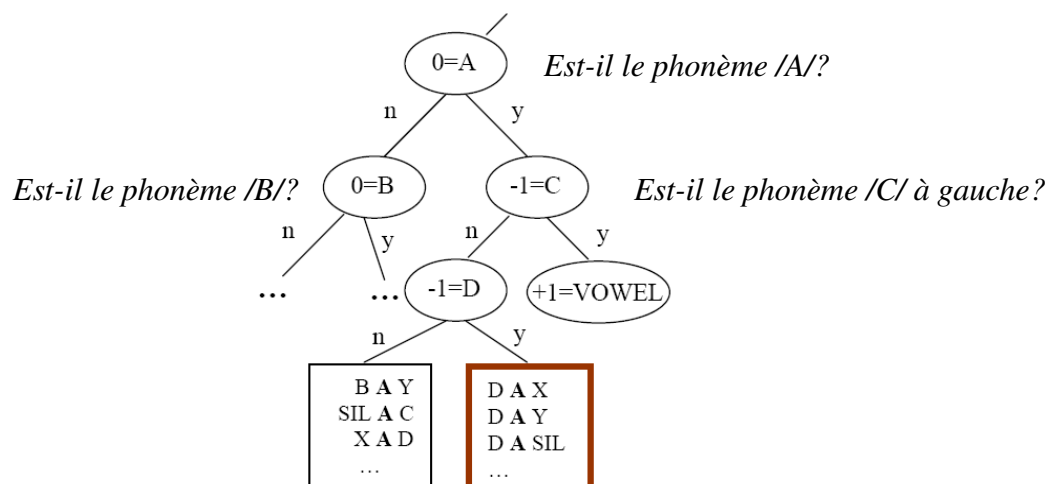 0=A
Est-il le phonème /A/?
n
y
Est-il le phonème /B/?
0=B
-1=C
Est-il le phonème /C/ à gauche?
n
y
n
y
...
...
-1=D
+1=VOWEL
n
y
B A Y
SIL A C
X A D
...
D A X
D A Y
D A SIL
...